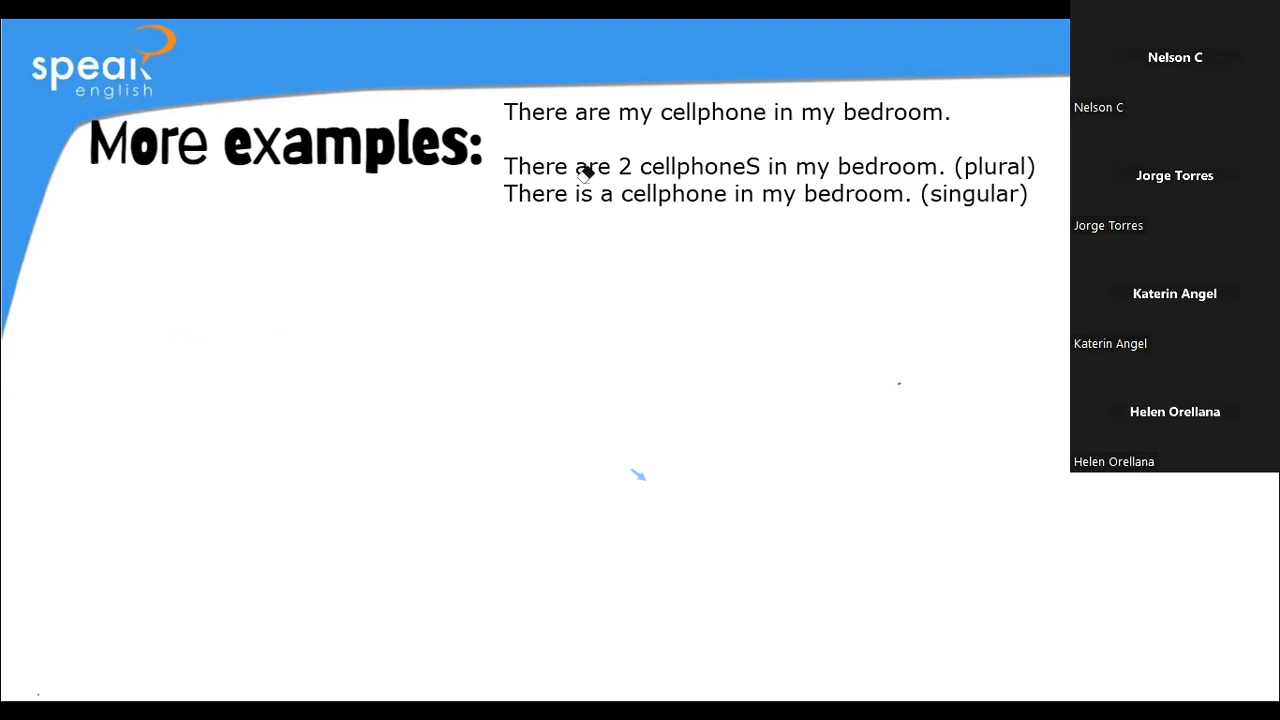 speak
english
More examples:
There are my cellphone in my bedroom.
There are 2 cellphoneS in my bedroom. (plural)
There is a cellphone in my bedroom. (singular)
Nelson C
Nelson C
Jorge Torres
Jorge Torres
Katerin Angel
Katerin Angel
Helen Orellana
Helen Orellana